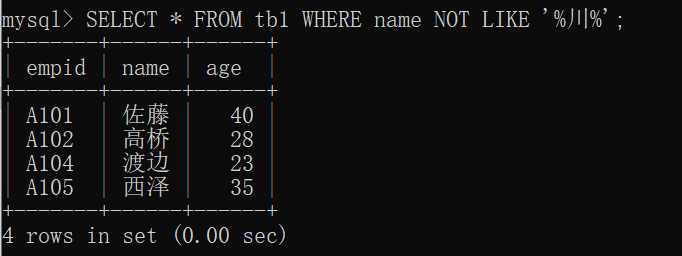 mysql> SELECT * FROM tb1 WHERE name NOT LIKE '%川%';
+-------+------+------+
| empid | name | age  |
+-------+------+------+
| A101  | 佐藤 |   40 |
| A102  | 高桥 |   28 |
| A104  | 渡边 |   23 |
| A105  | 西泽 |   35 |
+-------+------+------+
4 rows in set (0.00 sec)